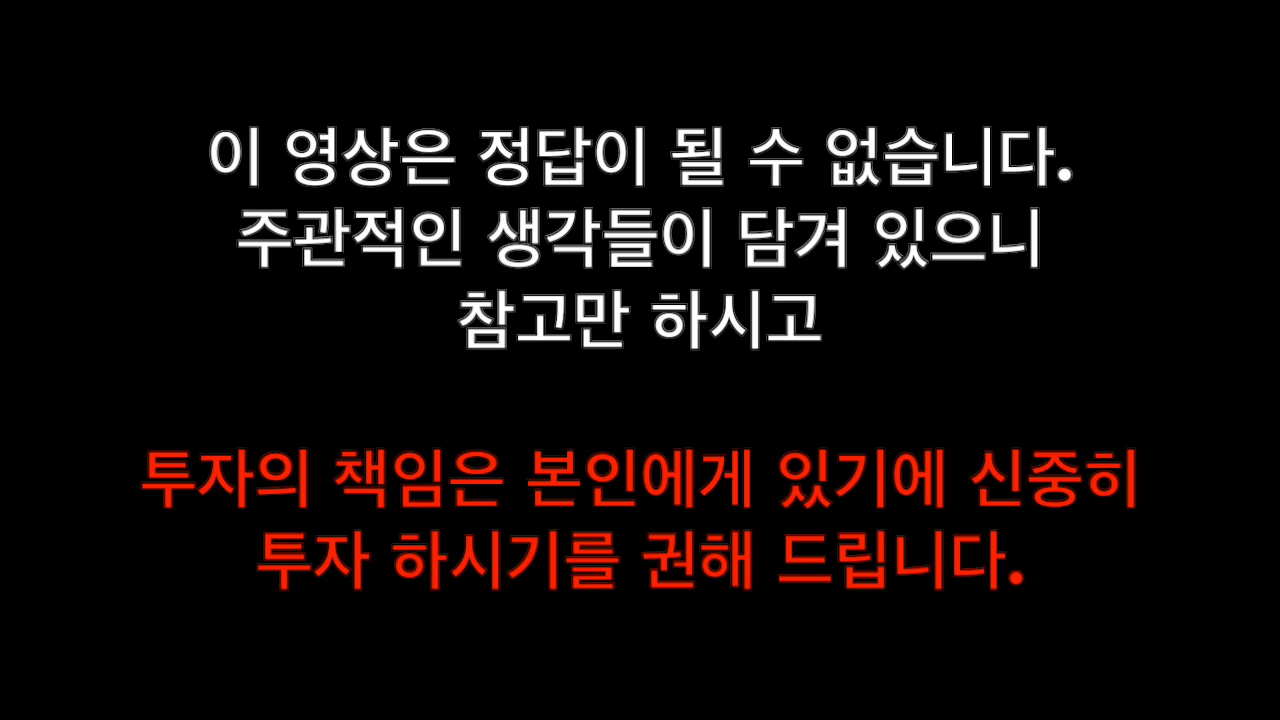 이 영상은 정답이 될 수 없습니다.
주관적인 생각들이 담겨 있으니
참고만 하시고
투자의 책임은 본인에게 있기에 신중히
투자 하시기를 권해 드립니다.